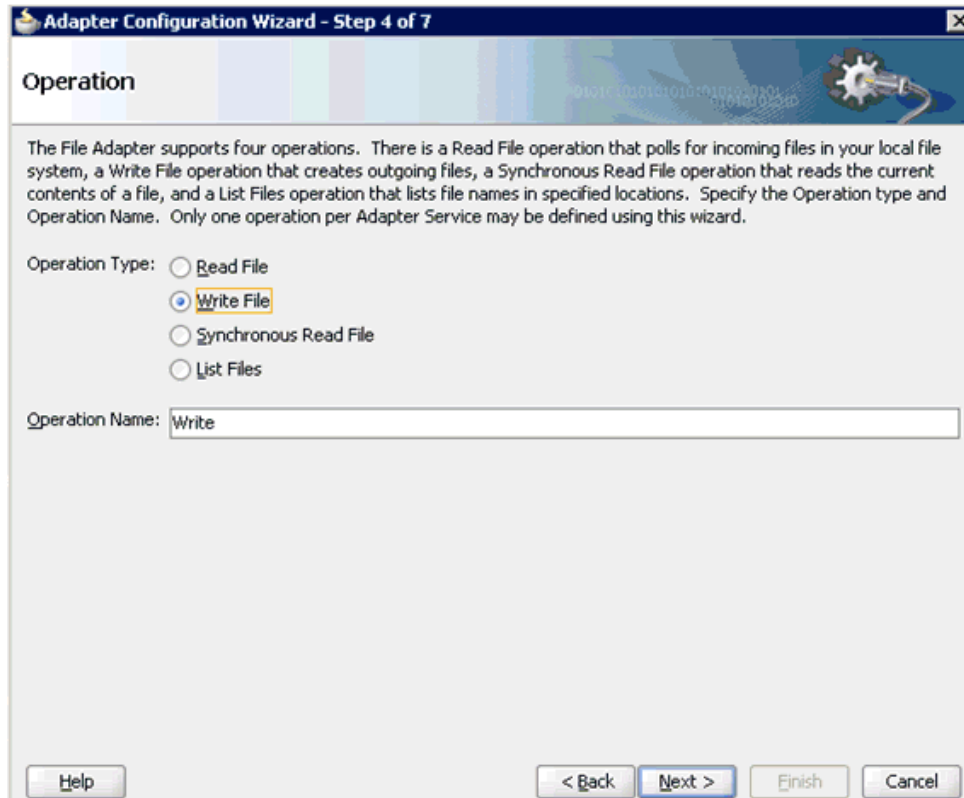 Adapter Configuration Wizard - Step 4 of 7
Operation
The File Adapter supports four operations. There is a Read File operation that polls for incoming files in your local file
system, a Write File operation that creates outgoing files, a Synchronous Read File operation that reads the current
contents of a file, and a List Files operation that lists file names in specified locations. Specify the Operation type and
Operation Name. Only one operation per Adapter Service may be defined using this wizard.
Operation Type:
Read File
Write File
Synchronous Read File
List Files
Operation Name: Write
Help
< Back
Next >
Finish
Cancel